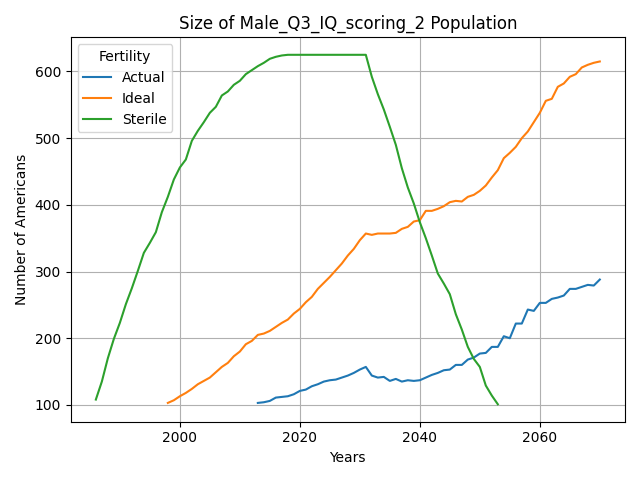 Size of Male_Q3_IQ_scoring_2 Population
Fertility
Actual
Ideal
Sterile
Number of Americans
600
500
400
300
200
100
2000
2020
2040
2060
Years